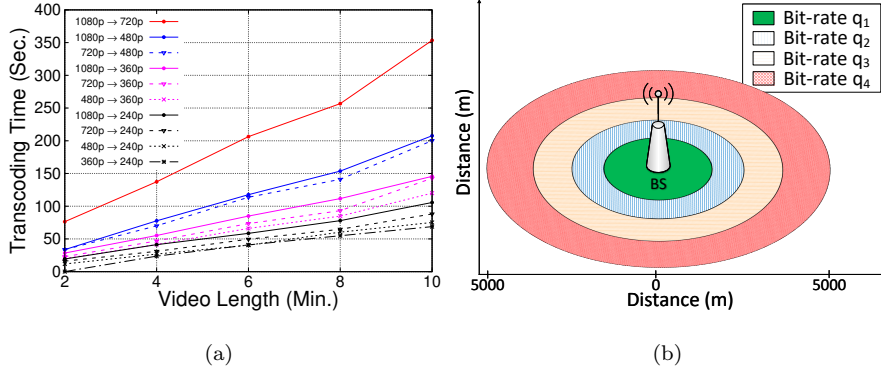 400
350
300
250
200
150
100
50
0
2
4
6
8
10
Transcoding Time (Sec.)
Video Length (Min.)
1080p→720p
1080p→480p
720p→480p
1080p→360p
720p→360p
480p→360p
1080p→240p
720p→240p
480p→240p
360p→240p
(a)
Bit-rate q1
Bit-rate q2
Bit-rate q3
Bit-rate q4
Distance (m)
BS
5000
0
5000
Distance (m)
(b)